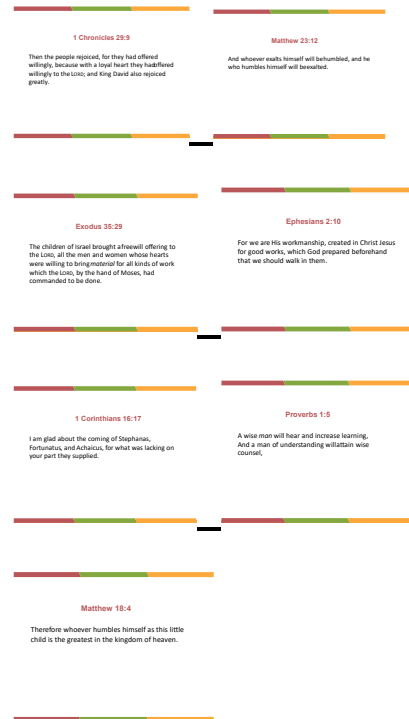 1 Chronicles 29:9
Then the people rejoiced, for they had offered
willingly, because with a loyal heart they hadoffered
willingly to the LORD; and King David also rejoiced
greatly.
Matthew 23:12
And whoever exalts himself will behumbled, and he
who humbles himself will beexalted.
Exodus 35:29
The children of Israel brought afreewill offering to
the LORD, all the men and women whose hearts
were willing to bringmaterial for all kinds of work
which the LORD, by the hand of Moses, had
commanded to be done.
Ephesians 2:10
For we are His workmanship, created in Christ Jesus
for good works, which God prepared beforehand
that we should walk in them.
1 Corinthians 16:17
I am glad about the coming of Stephanas,
Fortunatus, and Achaicus, for what was lacking on
your part they supplied.
Proverbs 1:5
A wise man will hear and increase learning,
And a man of understanding willattain wise
counsel,
Matthew 18:4
Therefore whoever humbles himself as this little
child is the greatest in the kingdom of heaven.